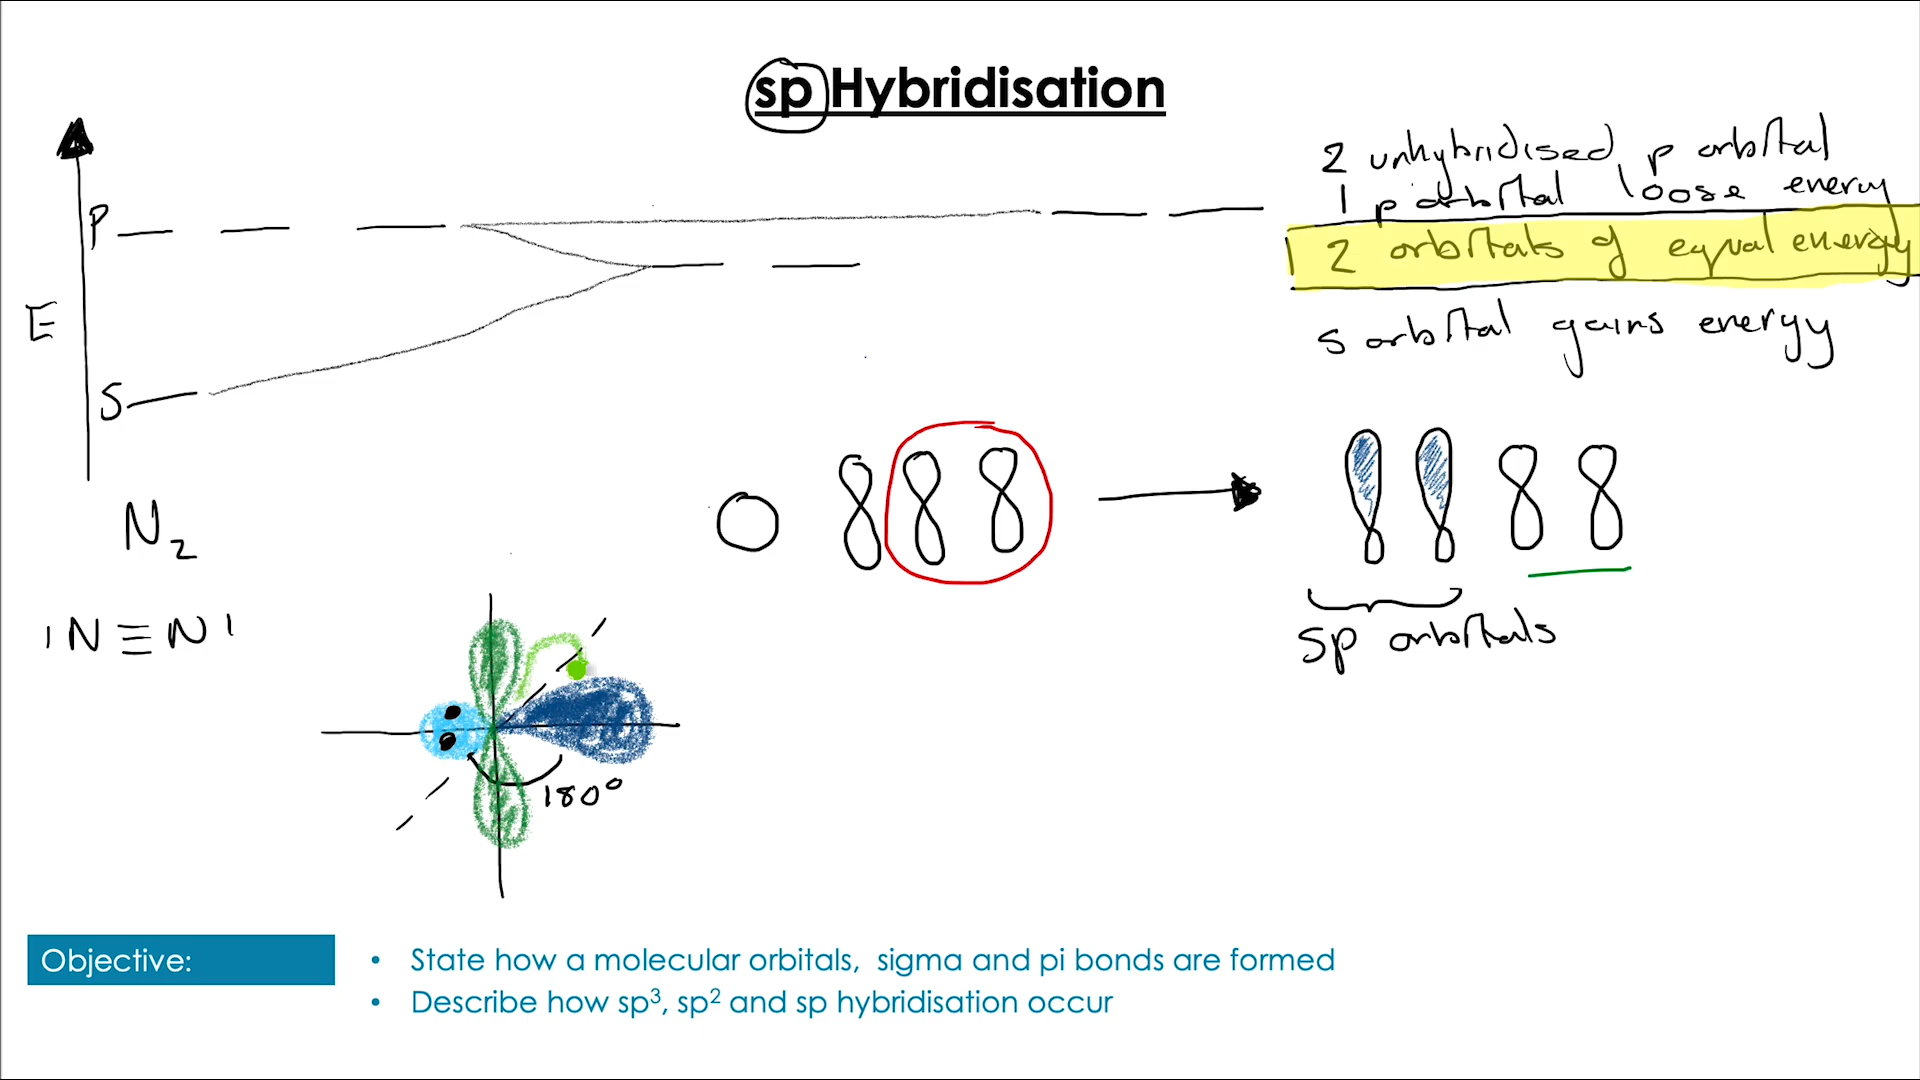 sp Hybridisation
2 unhybridised p orbital
1 p orbital loose energy
2 orbitals of equal energy
s orbital gains energy
P
E
S
N₂
N≡N
180°
sp orbitals
Objective:
• State how a molecular orbitals, sigma and pi bonds are formed
• Describe how sp³, sp² and sp hybridisation occur